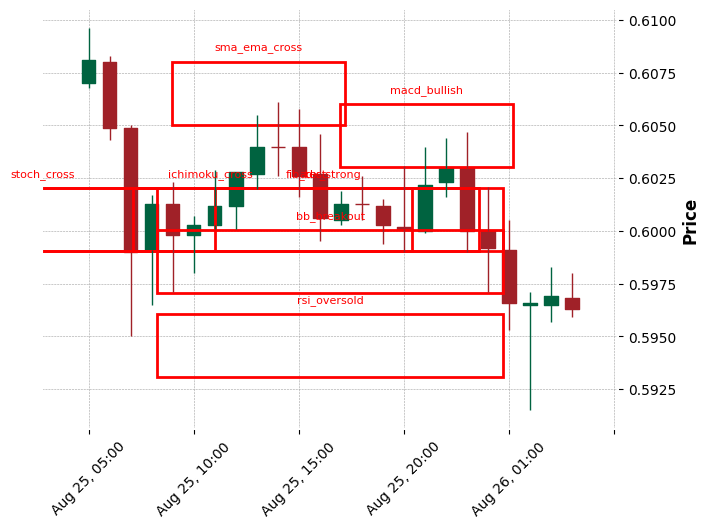 sma_ema_cross
macd_bullish
stoch_cross
ichimoku_cross
rsi_oversold
0.6100
0.6075
0.6050
0.6025
0.6000
0.5975
0.5950
0.5925
Price
Aug 25, 05:00
Aug 25, 10:00
Aug 25, 15:00
Aug 25, 20:00
Aug 26, 01:00